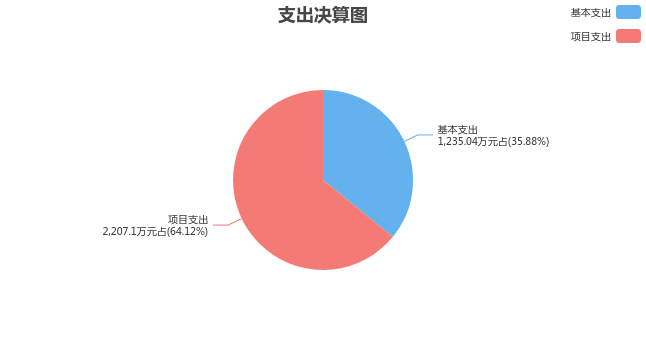 支出决算图
基本支出
项目支出
基本支出
1,235.04万元占(35.88%)
项目支出
2,207.1万元占(64.12%)